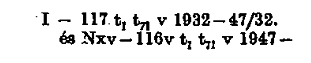 I – 117 t₁ t₇₁ v 1932–47/32.
és Nxv–116v t₁ t₇₁ v 1947–